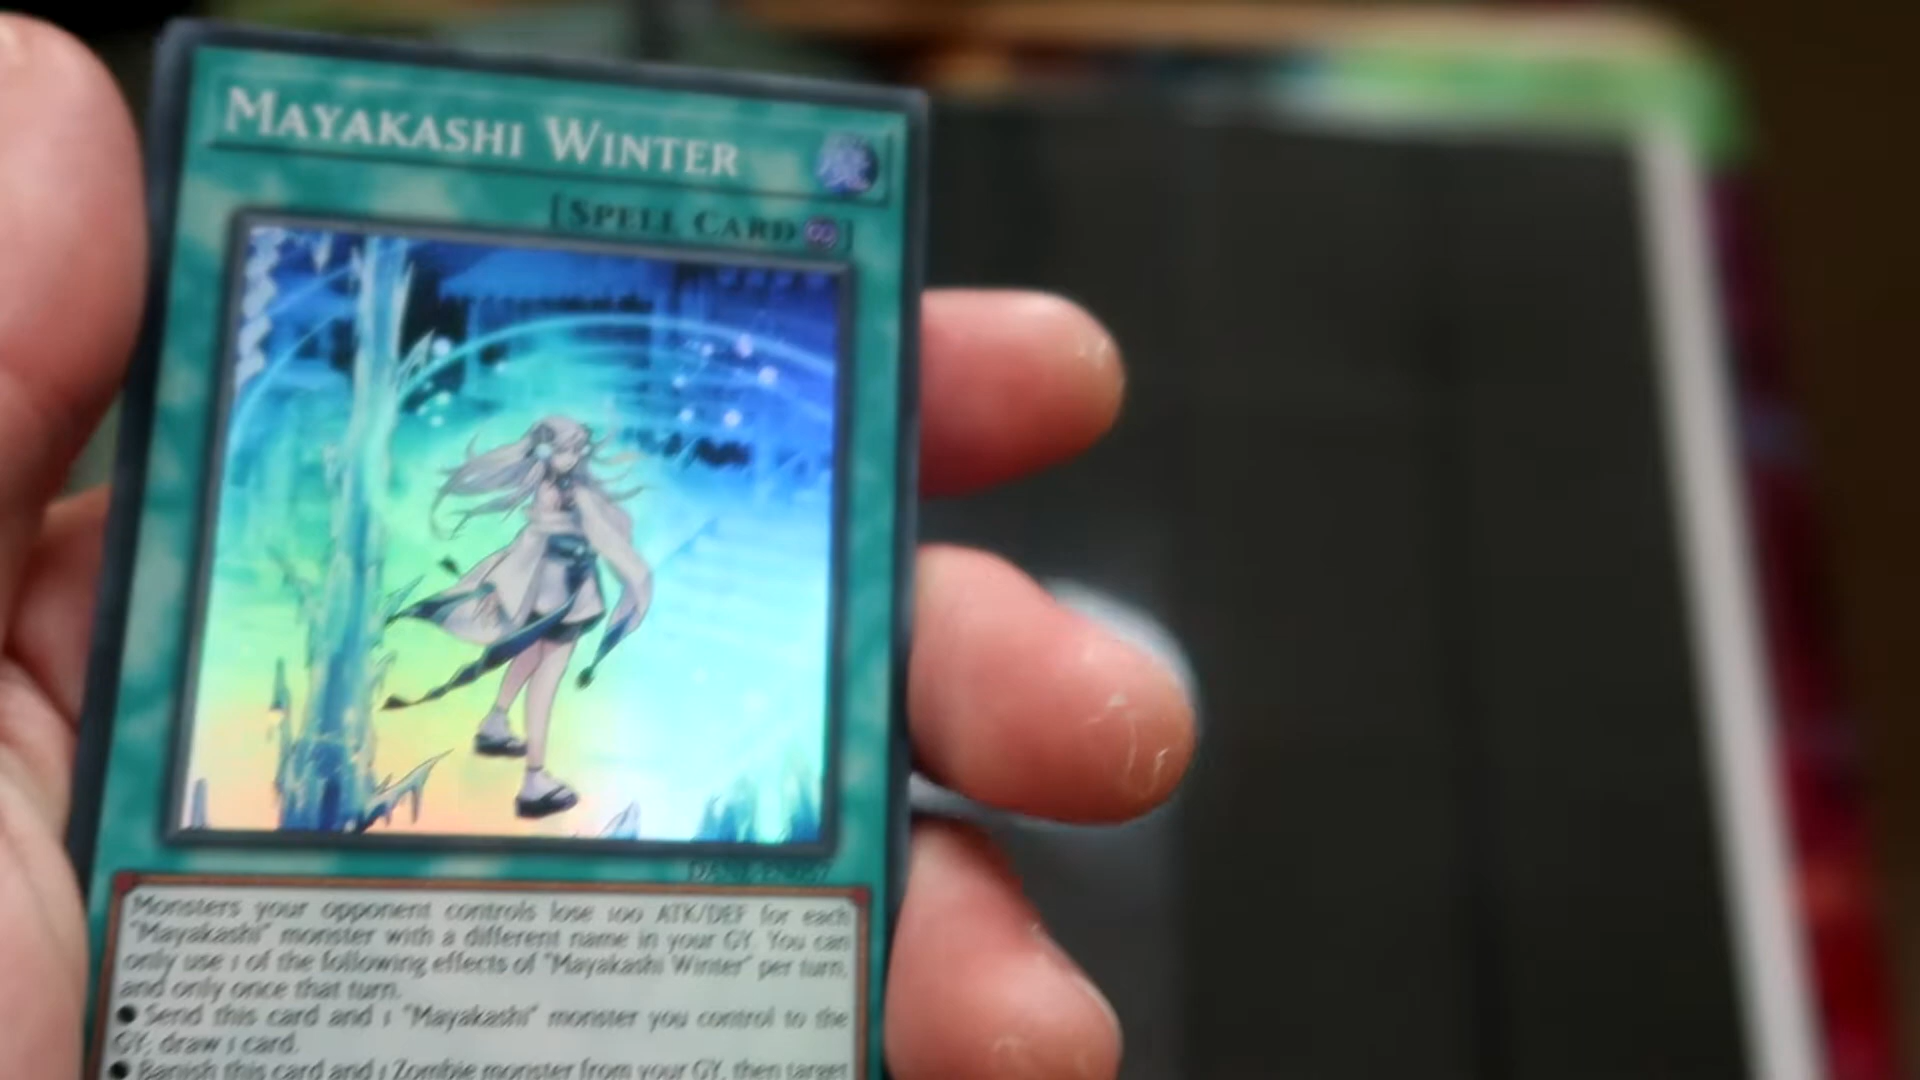 MAYAKASHI WINTER
[SPELL CARD ]
DANE-EN087
Monsters your opponent controls lose 100 ATK/DEF for each
"Mayakashi" monster with a different name in your GY. You can
only use 1 of the following effects of "Mayakashi Winter" per turn,
and only once that turn.
● Send this card and 1 "Mayakashi" monster you control to the
GY; draw 1 card.
● Banish this card and 1 Zombie monster from your GY, then target